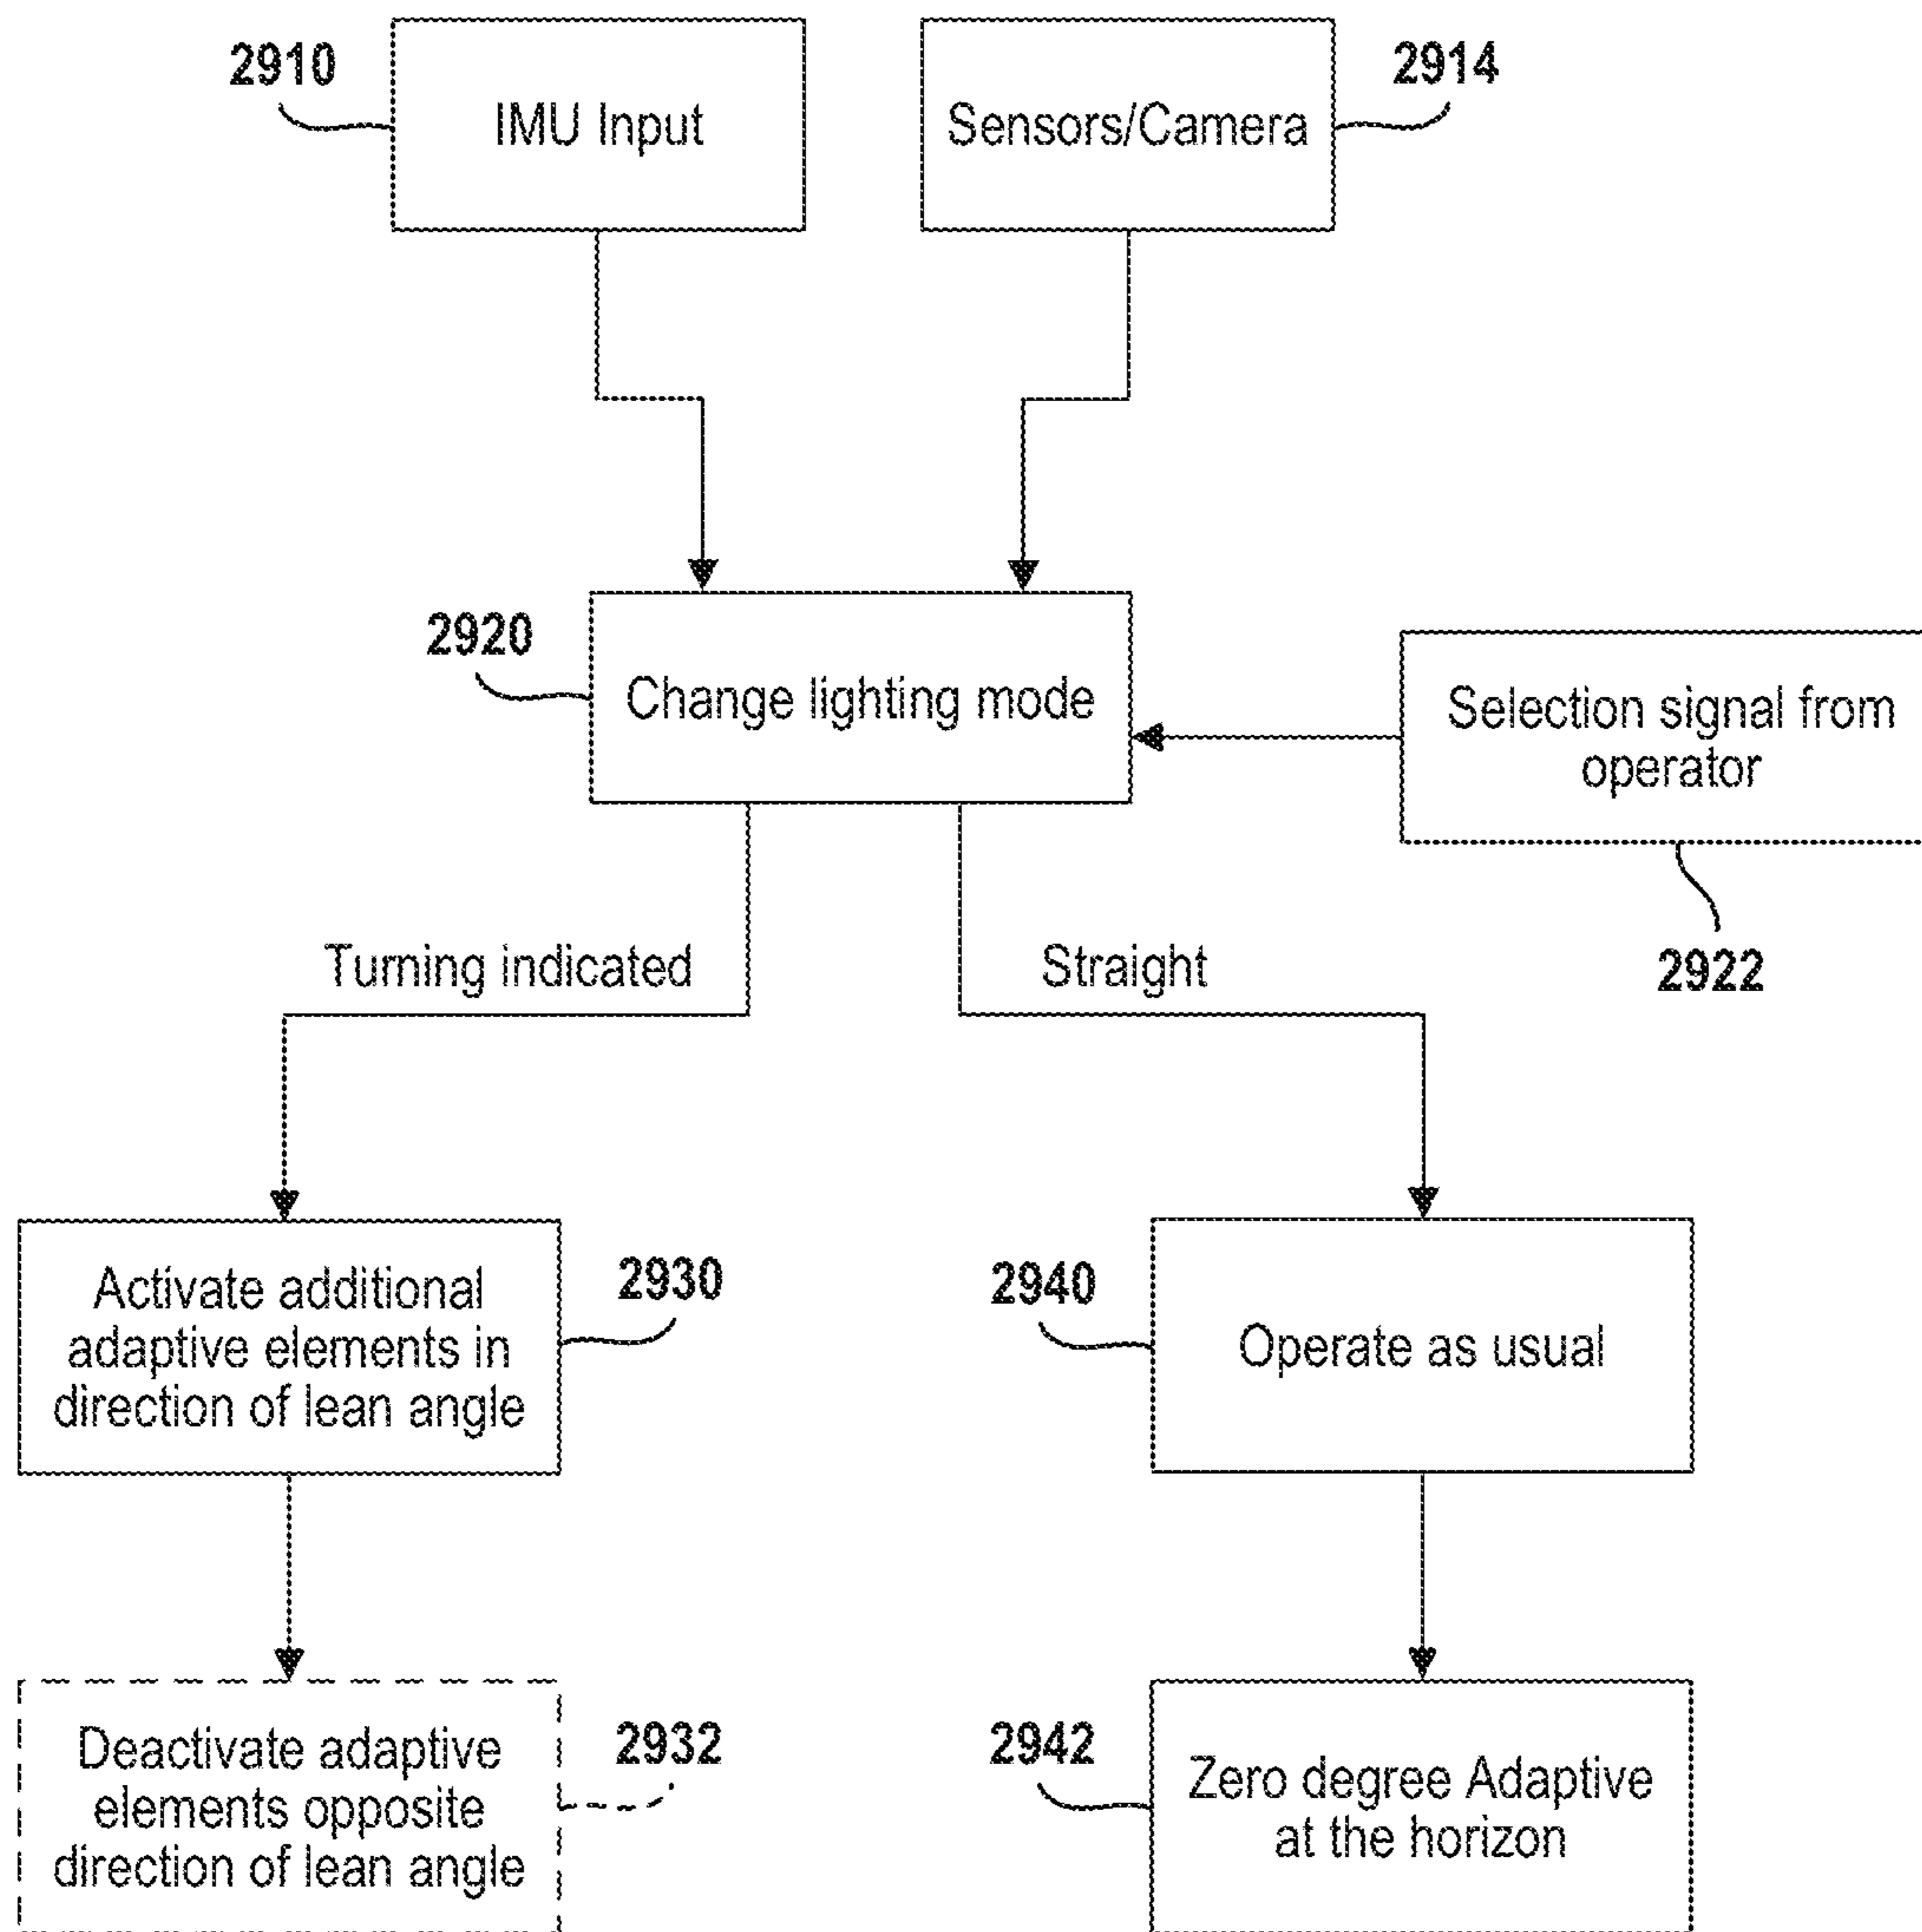 2910
IMU Input
Sensors/Camera
2914
2920
Change lighting mode
Selection signal from
operator
2922
Turning indicated
Straight
Activate additional
adaptive elements in
direction of lean angle
2930
2940
Operate as usual
Deactivate adaptive
elements opposite
direction of lean angle
2932
2942
Zero degree Adaptive
at the horizon